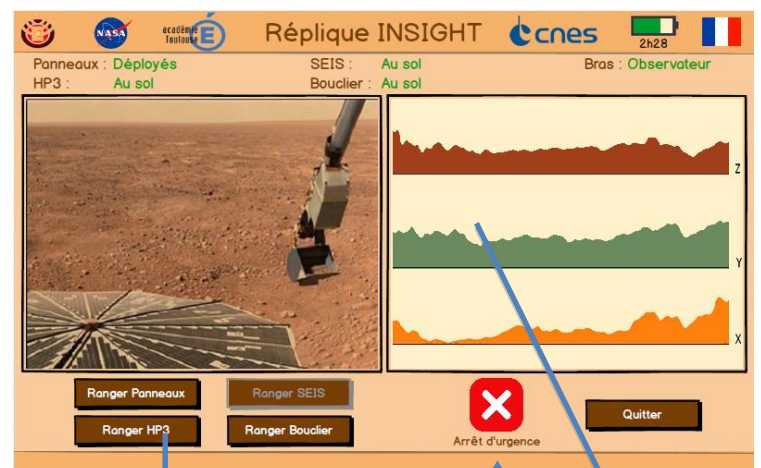 NASA
académie
Toulouse
É
Réplique INSIGHT
cnes
2h28
Panneaux : Déployés
SEIS : Au sol
Bras : Observateur
HP3 : Au sol
Bouclier : Au sol
Z
Y
X
Ranger Panneaux
Ranger SEIS
Ranger HP3
Ranger Bouclier
Arrêt d'urgence
Quitter